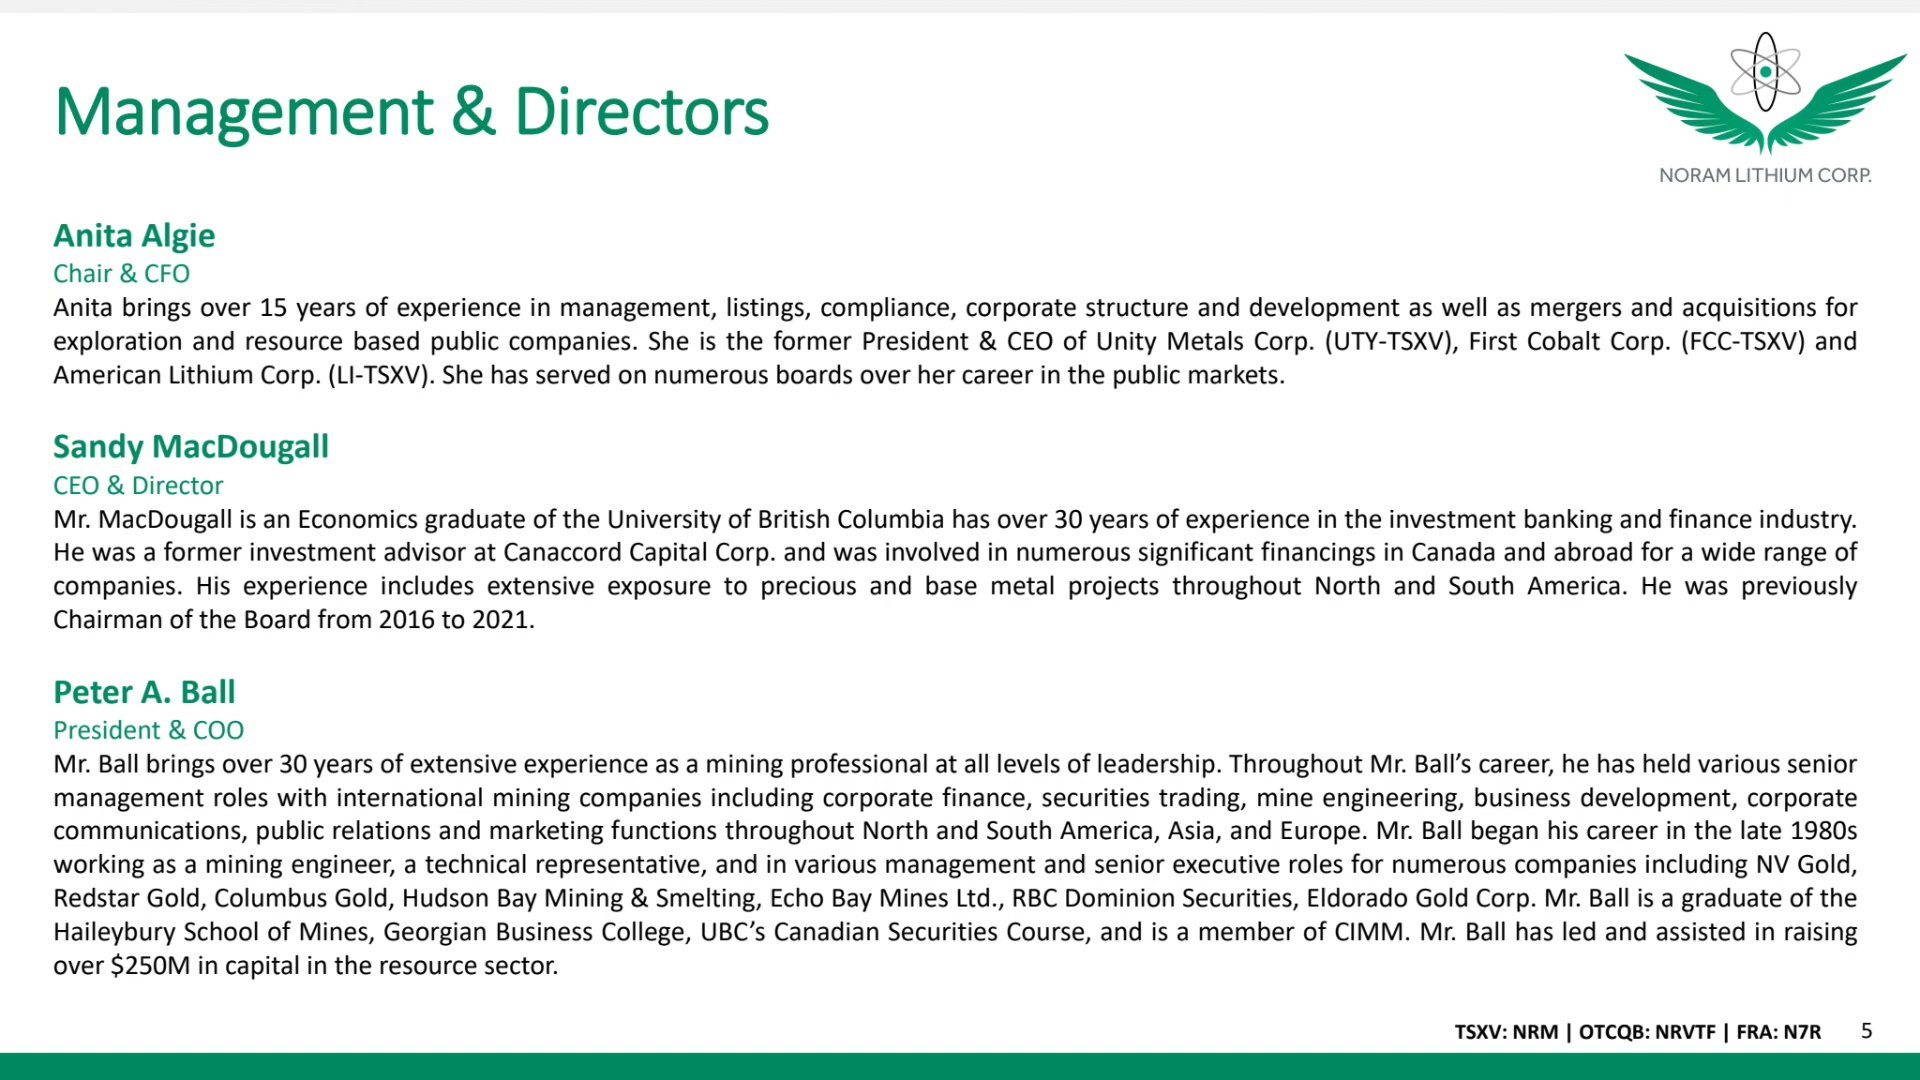 Management & Directors
NORAM LITHIUM CORP.
Anita Algie
Chair & CFO
Anita brings over 15 years of experience in management, listings, compliance, corporate structure and development as well as mergers and acquisitions for
exploration and resource based public companies. She is the former President & CEO of Unity Metals Corp. (UTY-TSXV), First Cobalt Corp. (FCC-TSXV) and
American Lithium Corp. (LI-TSXV). She has served on numerous boards over her career in the public markets.
Sandy MacDougall
CEO & Director
Mr. MacDougall is an Economics graduate of the University of British Columbia has over 30 years of experience in the investment banking and finance industry.
He was a former investment advisor at Canaccord Capital Corp. and was involved in numerous significant financings in Canada and abroad for a wide range of
companies. His experience includes extensive exposure to precious and base metal projects throughout North and South America. He was previously
Chairman of the Board from 2016 to 2021.
Peter A. Ball
President & COO
Mr. Ball brings over 30 years of extensive experience as a mining professional at all levels of leadership. Throughout Mr. Ball’s career, he has held various senior
management roles with international mining companies including corporate finance, securities trading, mine engineering, business development, corporate
communications, public relations and marketing functions throughout North and South America, Asia, and Europe. Mr. Ball began his career in the late 1980s
working as a mining engineer, a technical representative, and in various management and senior executive roles for numerous companies including NV Gold,
Redstar Gold, Columbus Gold, Hudson Bay Mining & Smelting, Echo Bay Mines Ltd., RBC Dominion Securities, Eldorado Gold Corp. Mr. Ball is a graduate of the
Haileybury School of Mines, Georgian Business College, UBC’s Canadian Securities Course, and is a member of CIMM. Mr. Ball has led and assisted in raising
over $250M in capital in the resource sector.
TSXV: NRM | OTCQB: NRVTF | FRA: N7R 5